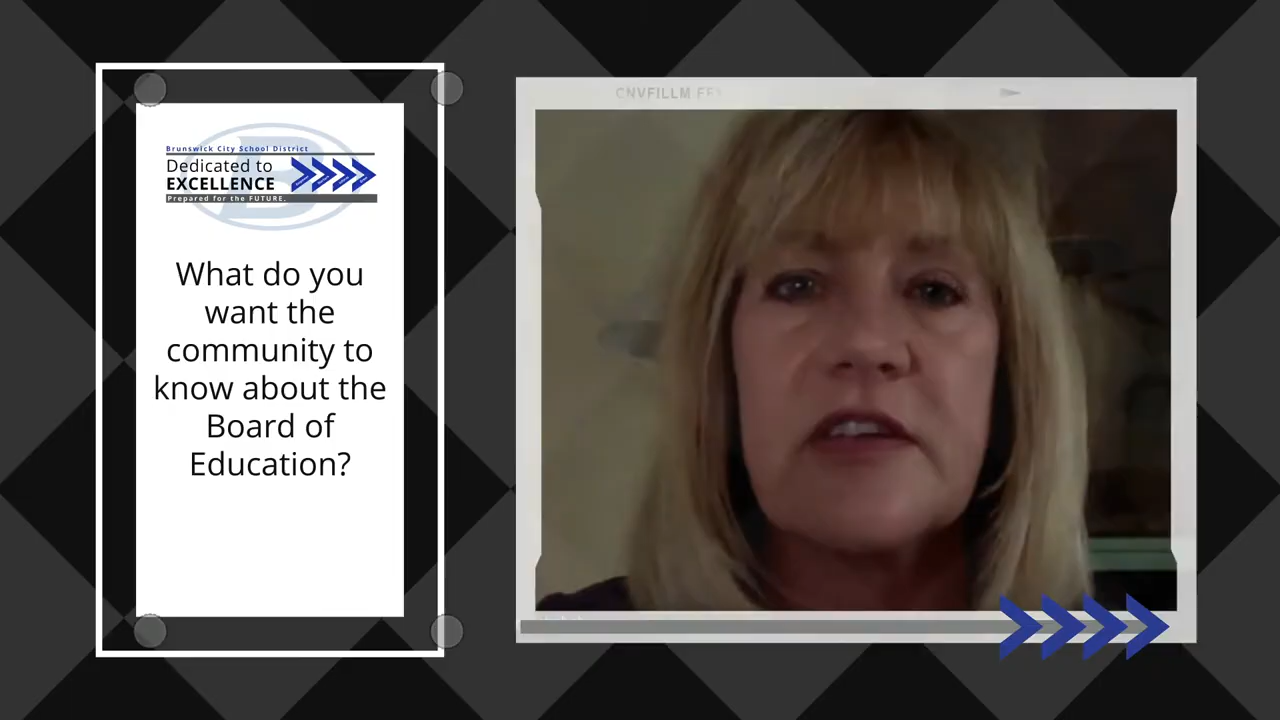 Brunswick City School District
Dedicated to
EXCELLENCE
Prepared for the FUTURE.
What do you
want the
community to
know about the
Board of
Education?
CNVFILLM